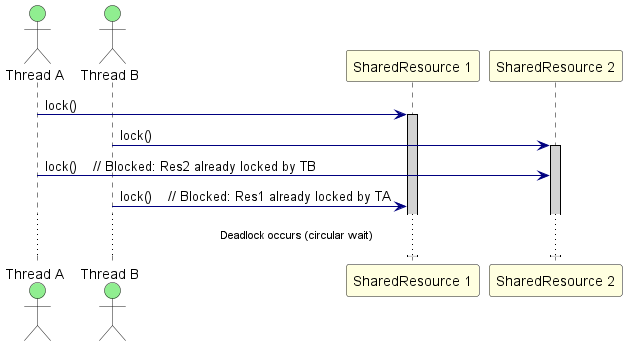 Thread A
Thread B
SharedResource 1
SharedResource 2
lock()
lock()
lock()    // Blocked: Res2 already locked by TB
lock()    // Blocked: Res1 already locked by TA
Deadlock occurs (circular wait)
Thread A
Thread B
SharedResource 1
SharedResource 2